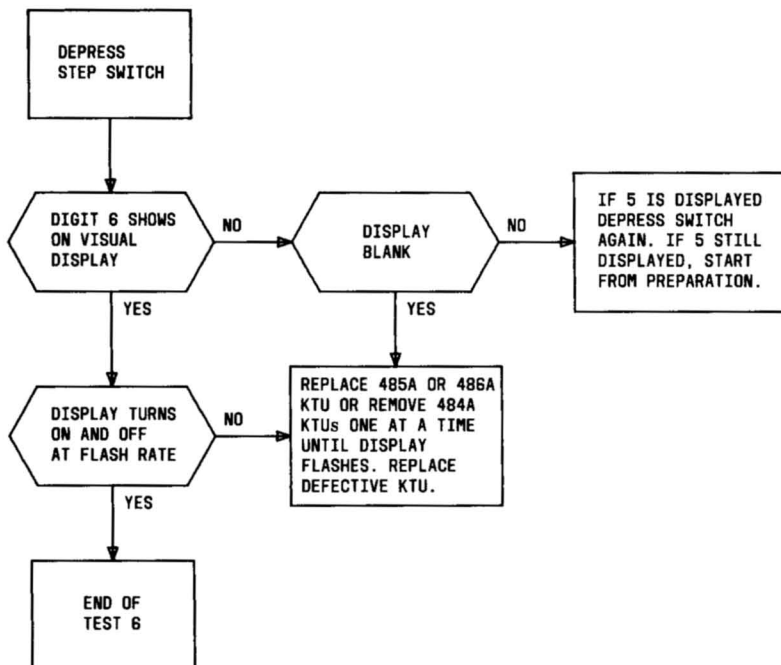 DEPRESS
STEP SWITCH
DIGIT 6 SHOWS
ON VISUAL
DISPLAY
NO
DISPLAY
BLANK
NO
IF 5 IS DISPLAYED
DEPRESS SWITCH
AGAIN. IF 5 STILL
DISPLAYED, START
FROM PREPARATION.
YES
YES
DISPLAY TURNS
ON AND OFF
AT FLASH RATE
NO
REPLACE 485A OR 486A
KTU OR REMOVE 484A
KTUs ONE AT A TIME
UNTIL DISPLAY
FLASHES. REPLACE
DEFECTIVE KTU.
YES
END OF
TEST 6